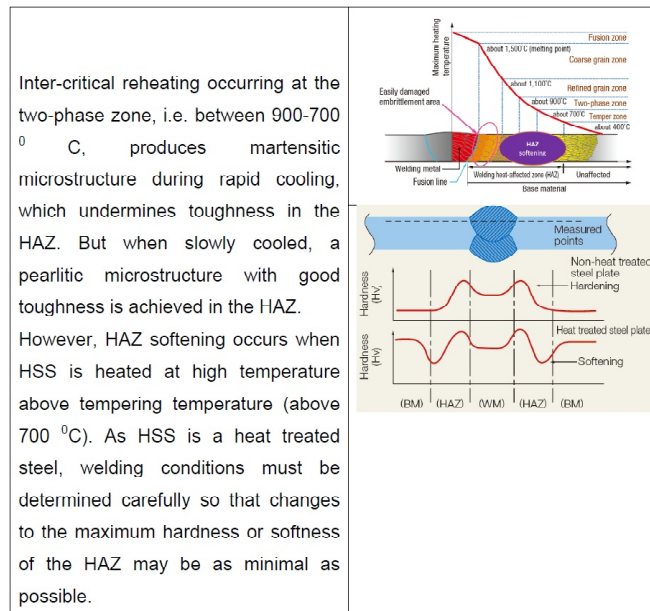 Inter-critical reheating occurring at the
two-phase zone, i.e. between 900-700
0 C, produces martensitic
microstructure during rapid cooling,
which undermines toughness in the
HAZ. But when slowly cooled, a
pearlitic microstructure with good
toughness is achieved in the HAZ.
However, HAZ softening occurs when
HSS is heated at high temperature
above tempering temperature (above
700 0C). As HSS is a heat treated
steel, welding conditions must be
determined carefully so that changes
to the maximum hardness or softness
of the HAZ may be as minimal as
possible.
Maximum heating
temperature
Fusion zone
about 1,500°C (melting point)
Coarse grain zone
about 1,100°C
Refined grain zone
Easily damaged
embrittlement area
about 900°C
Two-phase zone
about 700°C
Temper zone
about 400°C
HAZ
softening
Welding metal
Fusion line
Welding heat-affected zone (HAZ)
Unaffected
Base material
Measured
points
Non-heat treated
steel plate
Hardening
Hardness
(Hv)
Heat treated steel plate
Softening
Hardness
(Hv)
(BM) (HAZ) (WM) (HAZ) (BM)